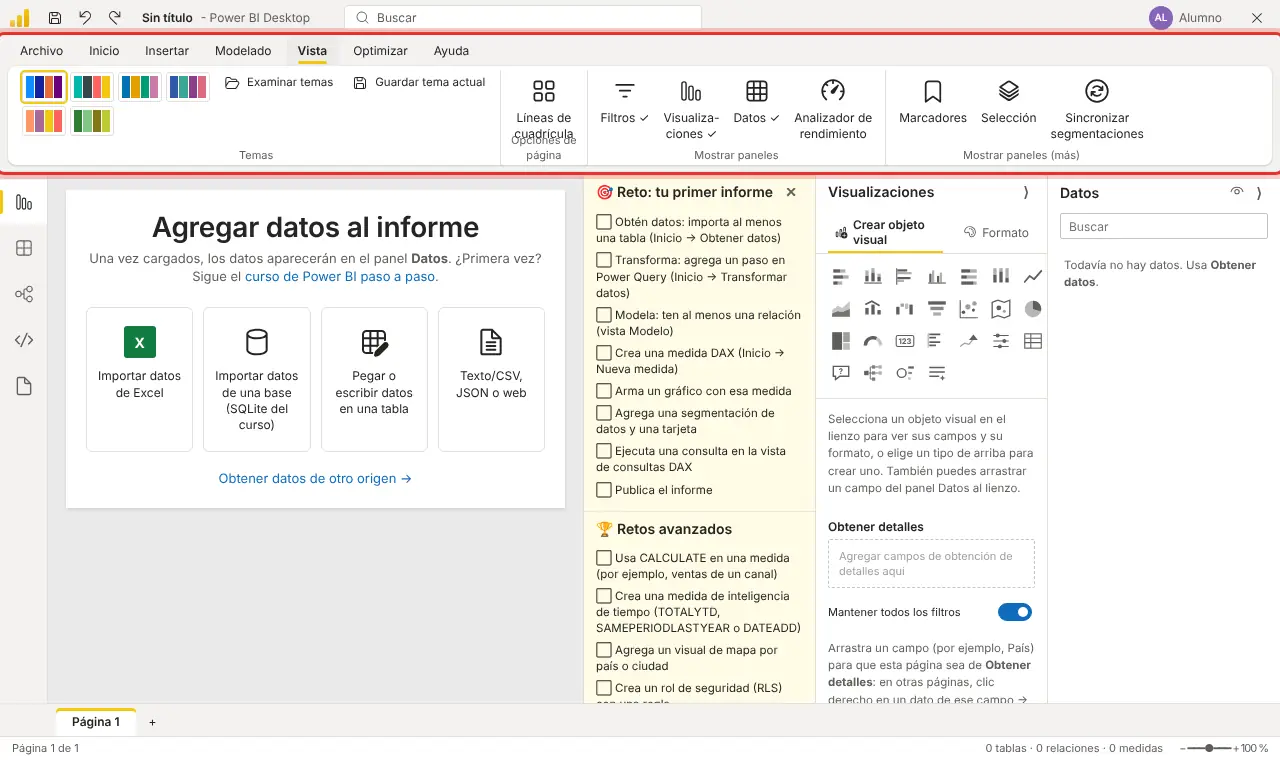 Sin título - Power BI Desktop
Buscar
AL Alumno
Archivo Inicio Insertar Modelado Vista Optimizar Ayuda
Examinar temas
Guardar tema actual
Temas
Líneas de
cuadrícula
Opciones de
página
Filtros
Visualiza-
ciones
Datos
Analizador de
rendimiento
Mostrar paneles
Marcadores
Selección
Sincronizar
segmentaciones
Mostrar paneles (más)
Agregar datos al informe
Una vez cargados, los datos aparecerán en el panel Datos. ¿Primera vez?
Sigue el curso de Power BI paso a paso.
X
Importar datos
de Excel
Importar datos
de una base
(SQLite del
curso)
Pegar o
escribir datos
en una tabla
Texto/CSV,
JSON o web
Obtener datos de otro origen →
🎯 Reto: tu primer informe
Obtén datos: importa al menos
una tabla (Inicio → Obtener datos)
Transforma: agrega un paso en
Power Query (Inicio → Transformar
datos)
Modela: ten al menos una relación
(vista Modelo)
Crea una medida DAX (Inicio →
Nueva medida)
Arma un gráfico con esa medida
Agrega una segmentación de
datos y una tarjeta
Ejecuta una consulta en la vista
de consultas DAX
Publica el informe
🏆 Retos avanzados
Usa CALCULATE en una medida
(por ejemplo, ventas de un canal)
Crea una medida de inteligencia
de tiempo (TOTALYTD,
SAMEPERIODLASTYEAR o DATEADD)
Agrega un visual de mapa por
país o ciudad
Crea un rol de seguridad (RLS)
con una regla
Visualizaciones
Crear objeto
visual
Formato
123
Selecciona un objeto visual en el
lienzo para ver sus campos y su
formato, o elige un tipo de arriba para
crear uno. También puedes arrastrar
un campo del panel Datos al lienzo.
Obtener detalles
Agregar campos de obtención de
detalles aquí
Mantener todos los filtros
Arrastra un campo (por ejemplo, País)
para que esta página sea de Obtener
detalles: en otras páginas, clic
derecho en un dato de ese campo →
Datos
Buscar
Todavía no hay datos. Usa Obtener
datos.
Página 1 +
Página 1 de 1
0 tablas · 0 relaciones · 0 medidas
− + 100 %